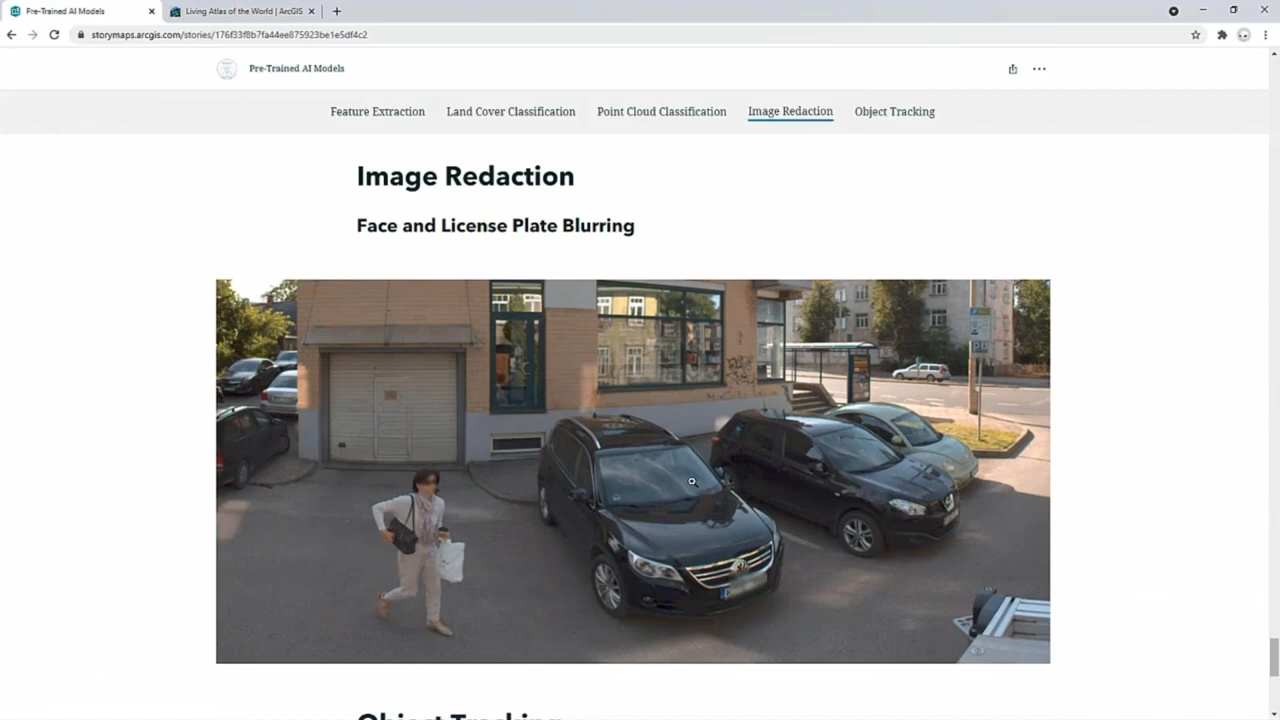 Pre-Trained AI Models
Living Atlas of the World | ArcGIS
storymaps.arcgis.com/stories/176f33f8b7fa44ee875923be1e5df4c2
Pre-Trained AI Models
Feature Extraction Land Cover Classification Point Cloud Classification Image Redaction Object Tracking
Image Redaction
Face and License Plate Blurring
Object Tracking